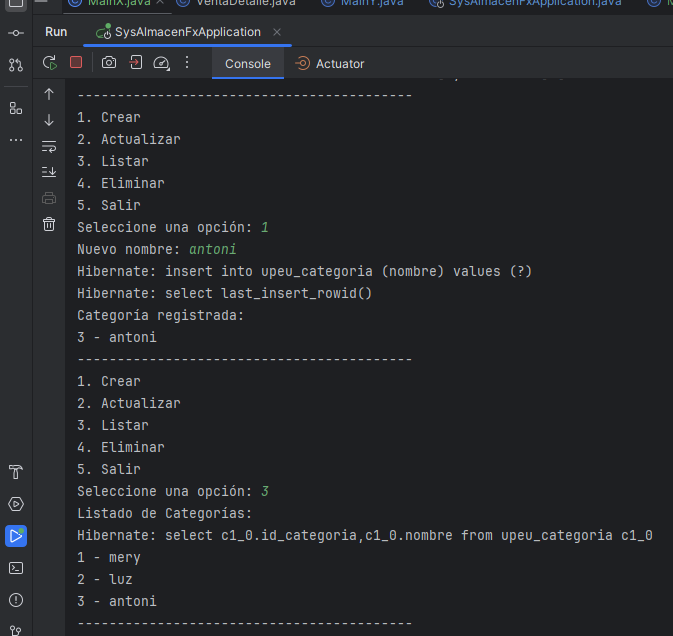 MainX.java
VentaDetalle.java
MainY.java
SysAlmacenFxApplication.java
Run
SysAlmacenFxApplication
Console
Actuator
-----------------------------------------
1. Crear
2. Actualizar
3. Listar
4. Eliminar
5. Salir
Seleccione una opción: 1
Nuevo nombre: antoni
Hibernate: insert into upeu_categoria (nombre) values (?)
Hibernate: select last_insert_rowid()
Categoría registrada:
3 - antoni
-----------------------------------------
1. Crear
2. Actualizar
3. Listar
4. Eliminar
5. Salir
Seleccione una opción: 3
Listado de Categorías:
Hibernate: select c1_0.id_categoria,c1_0.nombre from upeu_categoria c1_0
1 - mery
2 - luz
3 - antoni
-----------------------------------------